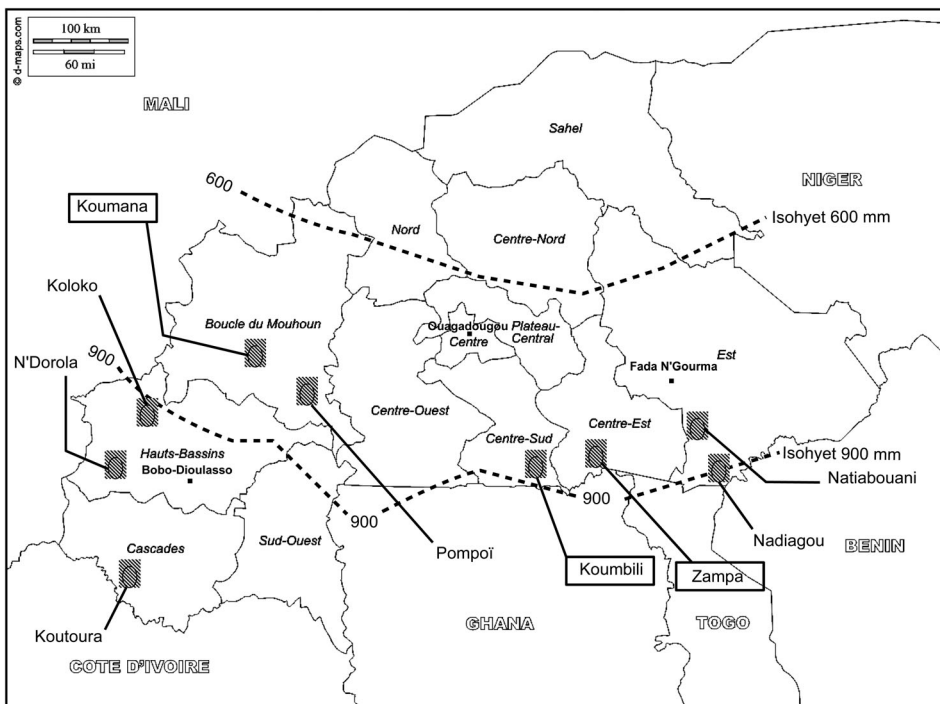 100 km
60 mi
© d-maps.com
MALI
Sahel
NIGER
600
Koumana
Isohyet 600 mm
Nord
Centre-Nord
Koloko
Boucle du Mouhoun
Ouagadougou
Plateau-
Centre
Central
N'Dorola
900
Est
Fada N'Gourma
Centre-Ouest
Centre-Est
Centre-Sud
Hauts-Bassins
Bobo-Dioulasso
Isohyet 900 mm
Natiabouani
900
900
Nadiagou
Sud-Ouest
Cascades
Pompoï
BENIN
Koumbili
Zampa
Koutoura
GHANA
TOGO
COTE D'IVOIRE